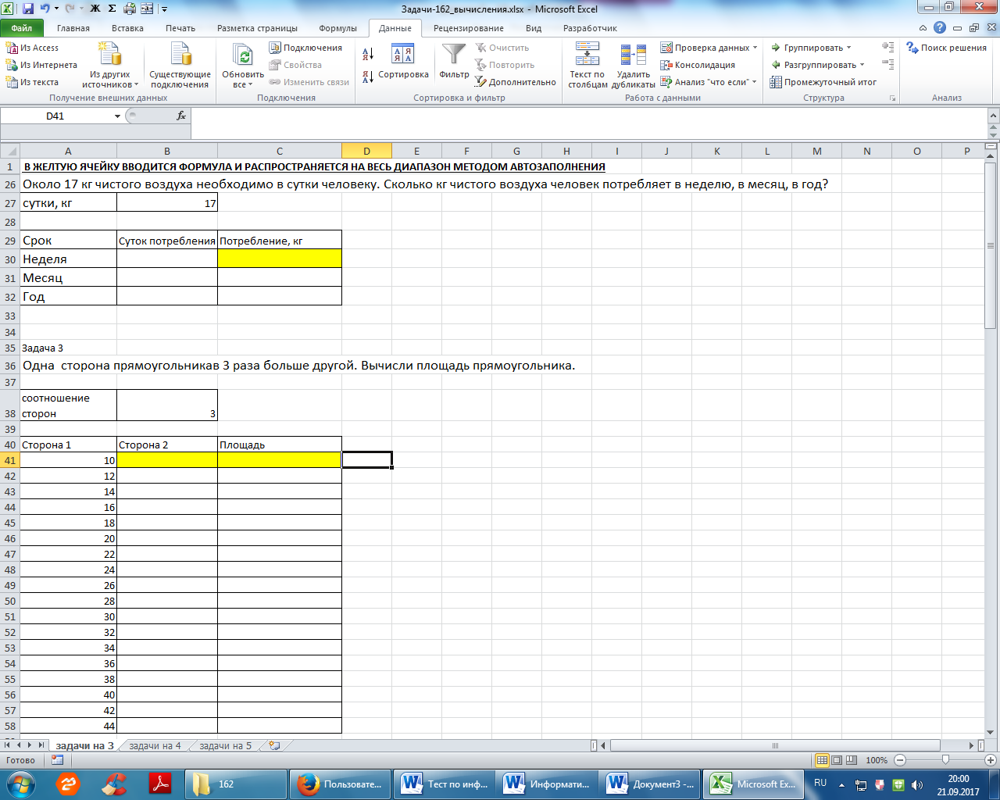 Задачи-162_вычисления.xlsx - Microsoft Excel
Файл Главная Вставка Печать Разметка страницы Формулы Данные Рецензирование Вид Разработчик
Из Access
Из Интернета
Из текста
Из других источников
Существующие подключения
Получение внешних данных
Обновить все
Подключения
Свойства
Изменить связи
Подключения
Сортировка
Фильтр
Очистить
Повторить
Дополнительно
Сортировка и фильтр
Текст по столбцам
Удалить дубликаты
Проверка данных
Консолидация
Анализ "что если"
Работа с данными
Группировать
Разгруппировать
Промежуточный итог
Структура
Поиск решения
Анализ
D41 fx
A B C D E F G H I J K L M N O P
1 В ЖЕЛТУЮ ЯЧЕЙКУ ВВОДИТСЯ ФОРМУЛА И РАСПРОСТРАНЯЕТСЯ НА ВЕСЬ ДИАПАЗОН МЕТОДОМ АВТОЗАПОЛНЕНИЯ
26 Около 17 кг чистого воздуха необходимо в сутки человеку. Сколько кг чистого воздуха человек потребляет в неделю, в месяц, в год?
27 сутки, кг 17
28
29 Срок Суток потребления Потребление, кг
30 Неделя
31 Месяц
32 Год
33
34
35 Задача 3
36 Одна сторона прямоугольникав 3 раза больше другой. Вычисли площадь прямоугольника.
37
соотношение
38 сторон 3
39
40 Сторона 1 Сторона 2 Площадь
41 10
42 12
43 14
44 16
45 18
46 20
47 22
48 24
49 26
50 28
51 30
52 32
53 34
54 36
55 38
56 40
57 42
58 44
задачи на 3 задачи на 4 задачи на 5
Готово 100%
162 Пользовате... Тест по инф... Информати... Документ3 -... Microsoft Ex... RU 20:00
21.09.2017